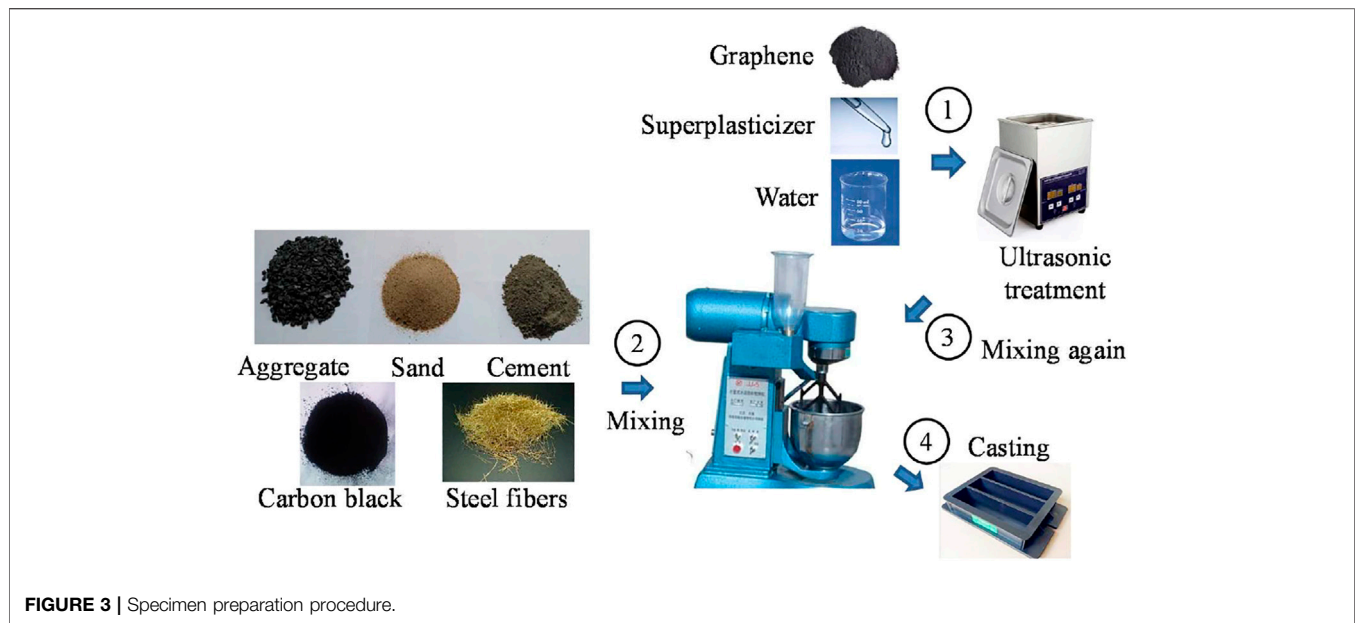 Graphene
Superplasticizer
Water
1
Ultrasonic
treatment
Aggregate Sand Cement
Carbon black Steel fibers
2
Mixing
3
Mixing again
4
Casting
FIGURE 3 | Specimen preparation procedure.